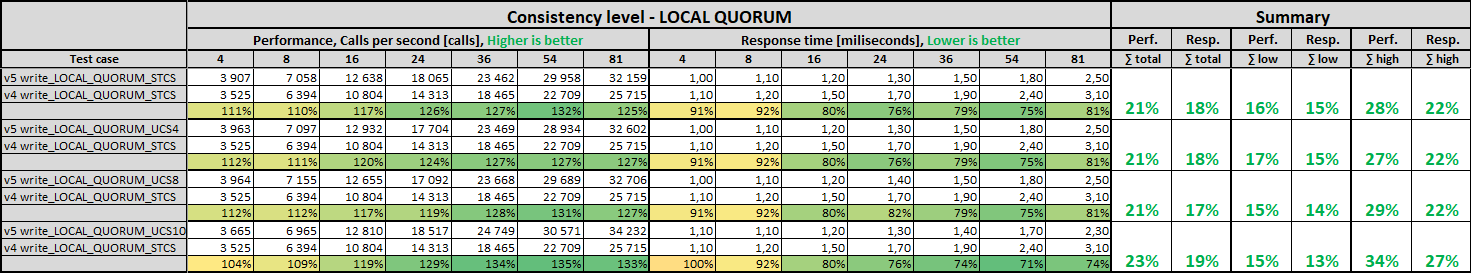 Consistency level - LOCAL QUORUM Summary
Performance, Calls per second [calls], Higher is better Response time [miliseconds], Lower is better Perf. Resp. Perf. Resp. Perf. Resp.
Test case 4 8 16 24 36 54 81 4 8 16 24 36 54 81 ∑ total ∑ total ∑ low ∑ low ∑ high ∑ high
v5 write_LOCAL_QUORUM_STCS 3 907 7 058 12 638 18 065 23 462 29 958 32 159 1,00 1,10 1,20 1,30 1,50 1,80 2,50
v4 write_LOCAL_QUORUM_STCS 3 525 6 394 10 804 14 313 18 465 22 709 25 715 1,10 1,20 1,50 1,70 1,90 2,40 3,10
111% 110% 117% 126% 127% 132% 125% 91% 92% 80% 76% 79% 75% 81% 21% 18% 16% 15% 28% 22%
v5 write_LOCAL_QUORUM_UCS4 3 963 7 097 12 932 17 704 23 469 28 934 32 602 1,00 1,10 1,20 1,30 1,50 1,80 2,50
v4 write_LOCAL_QUORUM_STCS 3 525 6 394 10 804 14 313 18 465 22 709 25 715 1,10 1,20 1,50 1,70 1,90 2,40 3,10
112% 111% 120% 124% 127% 127% 127% 91% 92% 80% 76% 79% 75% 81% 21% 18% 17% 15% 27% 22%
v5 write_LOCAL_QUORUM_UCS8 3 964 7 155 12 655 17 092 23 668 29 689 32 706 1,00 1,10 1,20 1,40 1,50 1,80 2,50
v4 write_LOCAL_QUORUM_STCS 3 525 6 394 10 804 14 313 18 465 22 709 25 715 1,10 1,20 1,50 1,70 1,90 2,40 3,10
112% 112% 117% 119% 128% 131% 127% 91% 92% 80% 82% 79% 75% 81% 21% 17% 15% 14% 29% 22%
v5 write_LOCAL_QUORUM_UCS10 3 665 6 965 12 810 18 517 24 749 30 571 34 232 1,10 1,10 1,20 1,30 1,40 1,70 2,30
v4 write_LOCAL_QUORUM_STCS 3 525 6 394 10 804 14 313 18 465 22 709 25 715 1,10 1,20 1,50 1,70 1,90 2,40 3,10
104% 109% 119% 129% 134% 135% 133% 100% 92% 80% 76% 74% 71% 74% 23% 19% 15% 13% 34% 27%